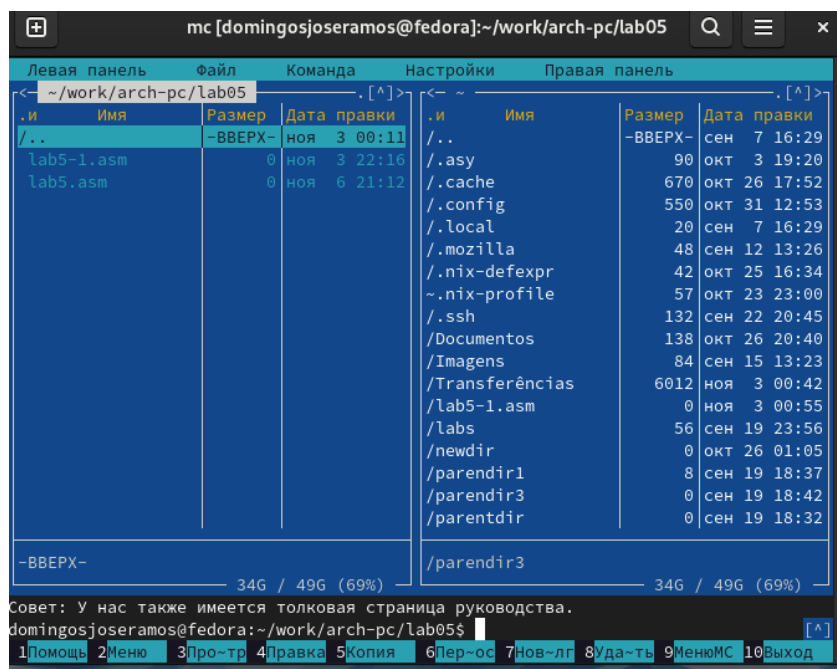 mc [domingosjoseramos@fedora]:~/work/arch-pc/lab05
Левая панель Файл Команда Настройки Правая панель
<- ~/work/arch-pc/lab05 .[^]>
.и Имя Размер Дата правки
/.. -ВВЕРХ- ноя 3 00:11
lab5-1.asm 0 ноя 3 22:16
lab5.asm 0 ноя 6 21:12
-ВВЕРХ-
34G / 49G (69%)
<- ~ .[^]>
.и Имя Размер Дата правки
/.. -ВВЕРХ- сен 7 16:29
/.asy 90 окт 3 19:20
/.cache 670 окт 26 17:52
/.config 550 окт 31 12:53
/.local 20 сен 7 16:29
/.mozilla 48 сен 12 13:26
/.nix-defexpr 42 окт 25 16:34
~.nix-profile 57 окт 23 23:00
/.ssh 132 сен 22 20:45
/Documentos 138 окт 26 20:40
/Imagens 84 сен 15 13:23
/Transferências 6012 ноя 3 00:42
/lab5-1.asm 0 ноя 3 00:55
/labs 56 сен 19 23:56
/newdir 0 окт 26 01:05
/parendir1 8 сен 19 18:37
/parendir3 0 сен 19 18:42
/parentdir 0 сен 19 18:32
/parendir3
34G / 49G (69%)
Совет: У нас также имеется толковая страница руководства.
domingosjoseramos@fedora:~/work/arch-pc/lab05$ [^]
1Помощь 2Меню 3Про~тр 4Правка 5Копия 6Пер~ос 7Нов~лг 8Уда~ть 9МенюМС 10Выход